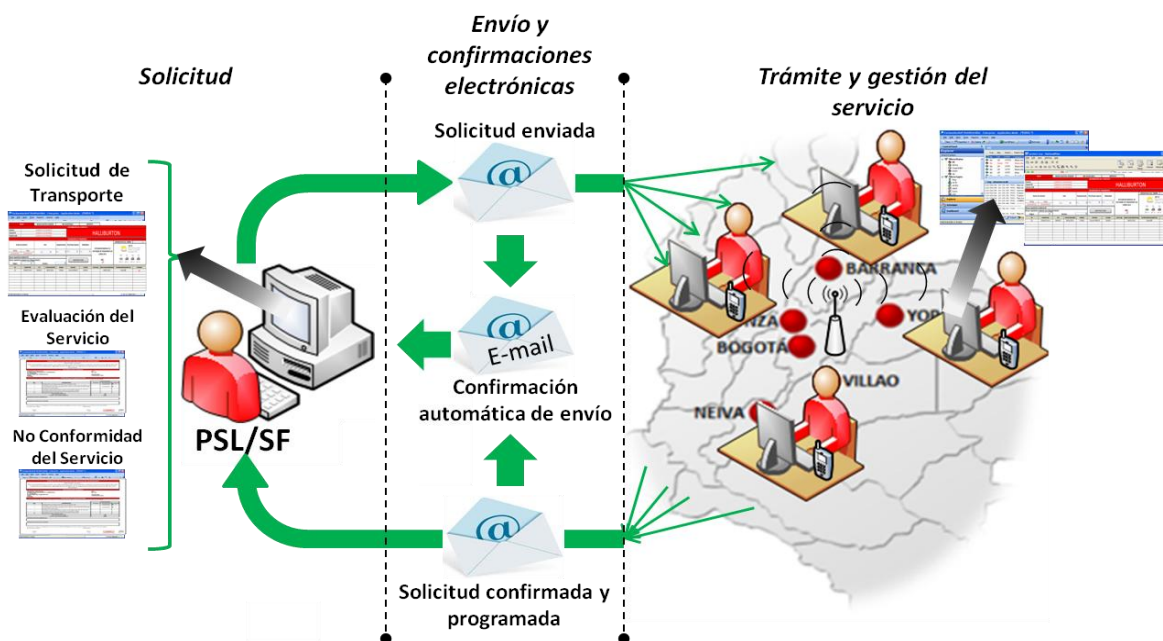 Solicitud
Envío y
confirmaciones
electrónicas
Trámite y gestión del
servicio
Solicitud de
Transporte
HALLIBURTON
Evaluación del
Servicio
No Conformidad
del Servicio
PSL/SF
Solicitud enviada
@
@
E-mail
Confirmación
automática de envío
@
Solicitud confirmada y
programada
HALLIBURTON
BARRANCA
NZA
YOP
BOGOTÁ
VILLAO
NEIVA